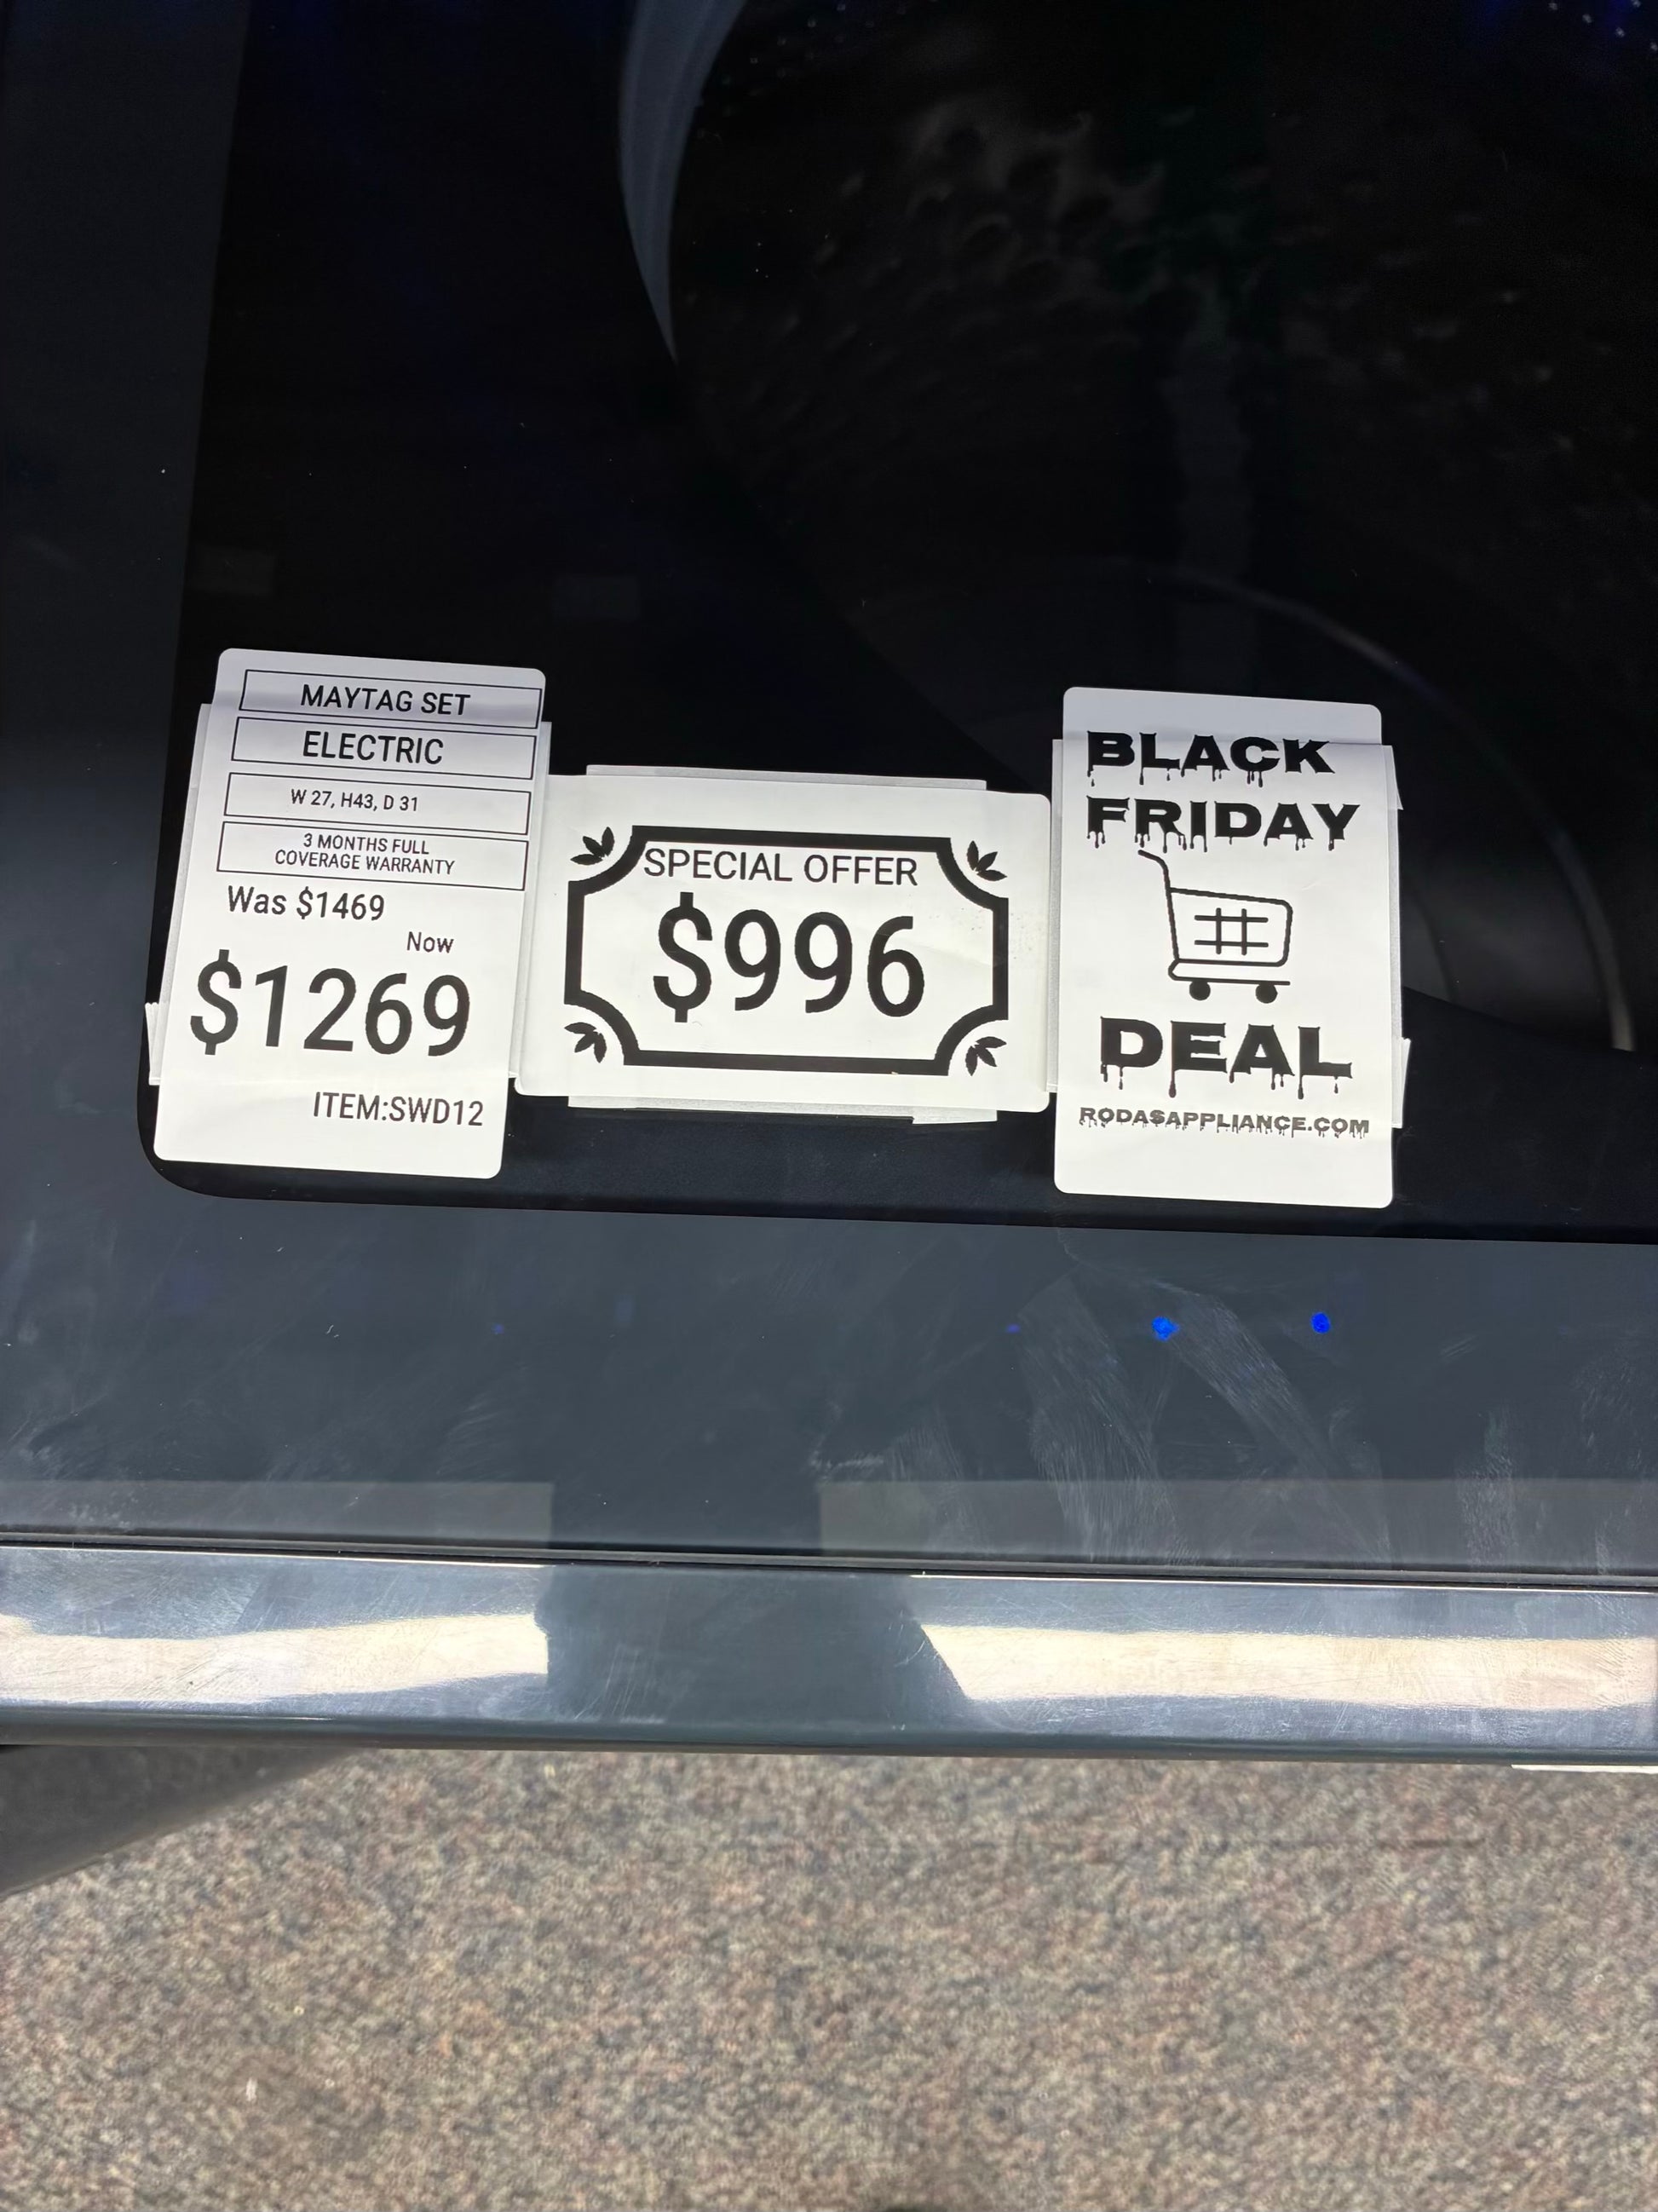 MAYTAG SET
ELECTRIC
W 27, H43, D 31
3 MONTHS FULL
COVERAGE WARRANTY
Was $1469
Now
$1269
ITEM:SWD12
SPECIAL OFFER
$996
BLACK
FRIDAY
DEAL
RODASAPPLIANCE.COM